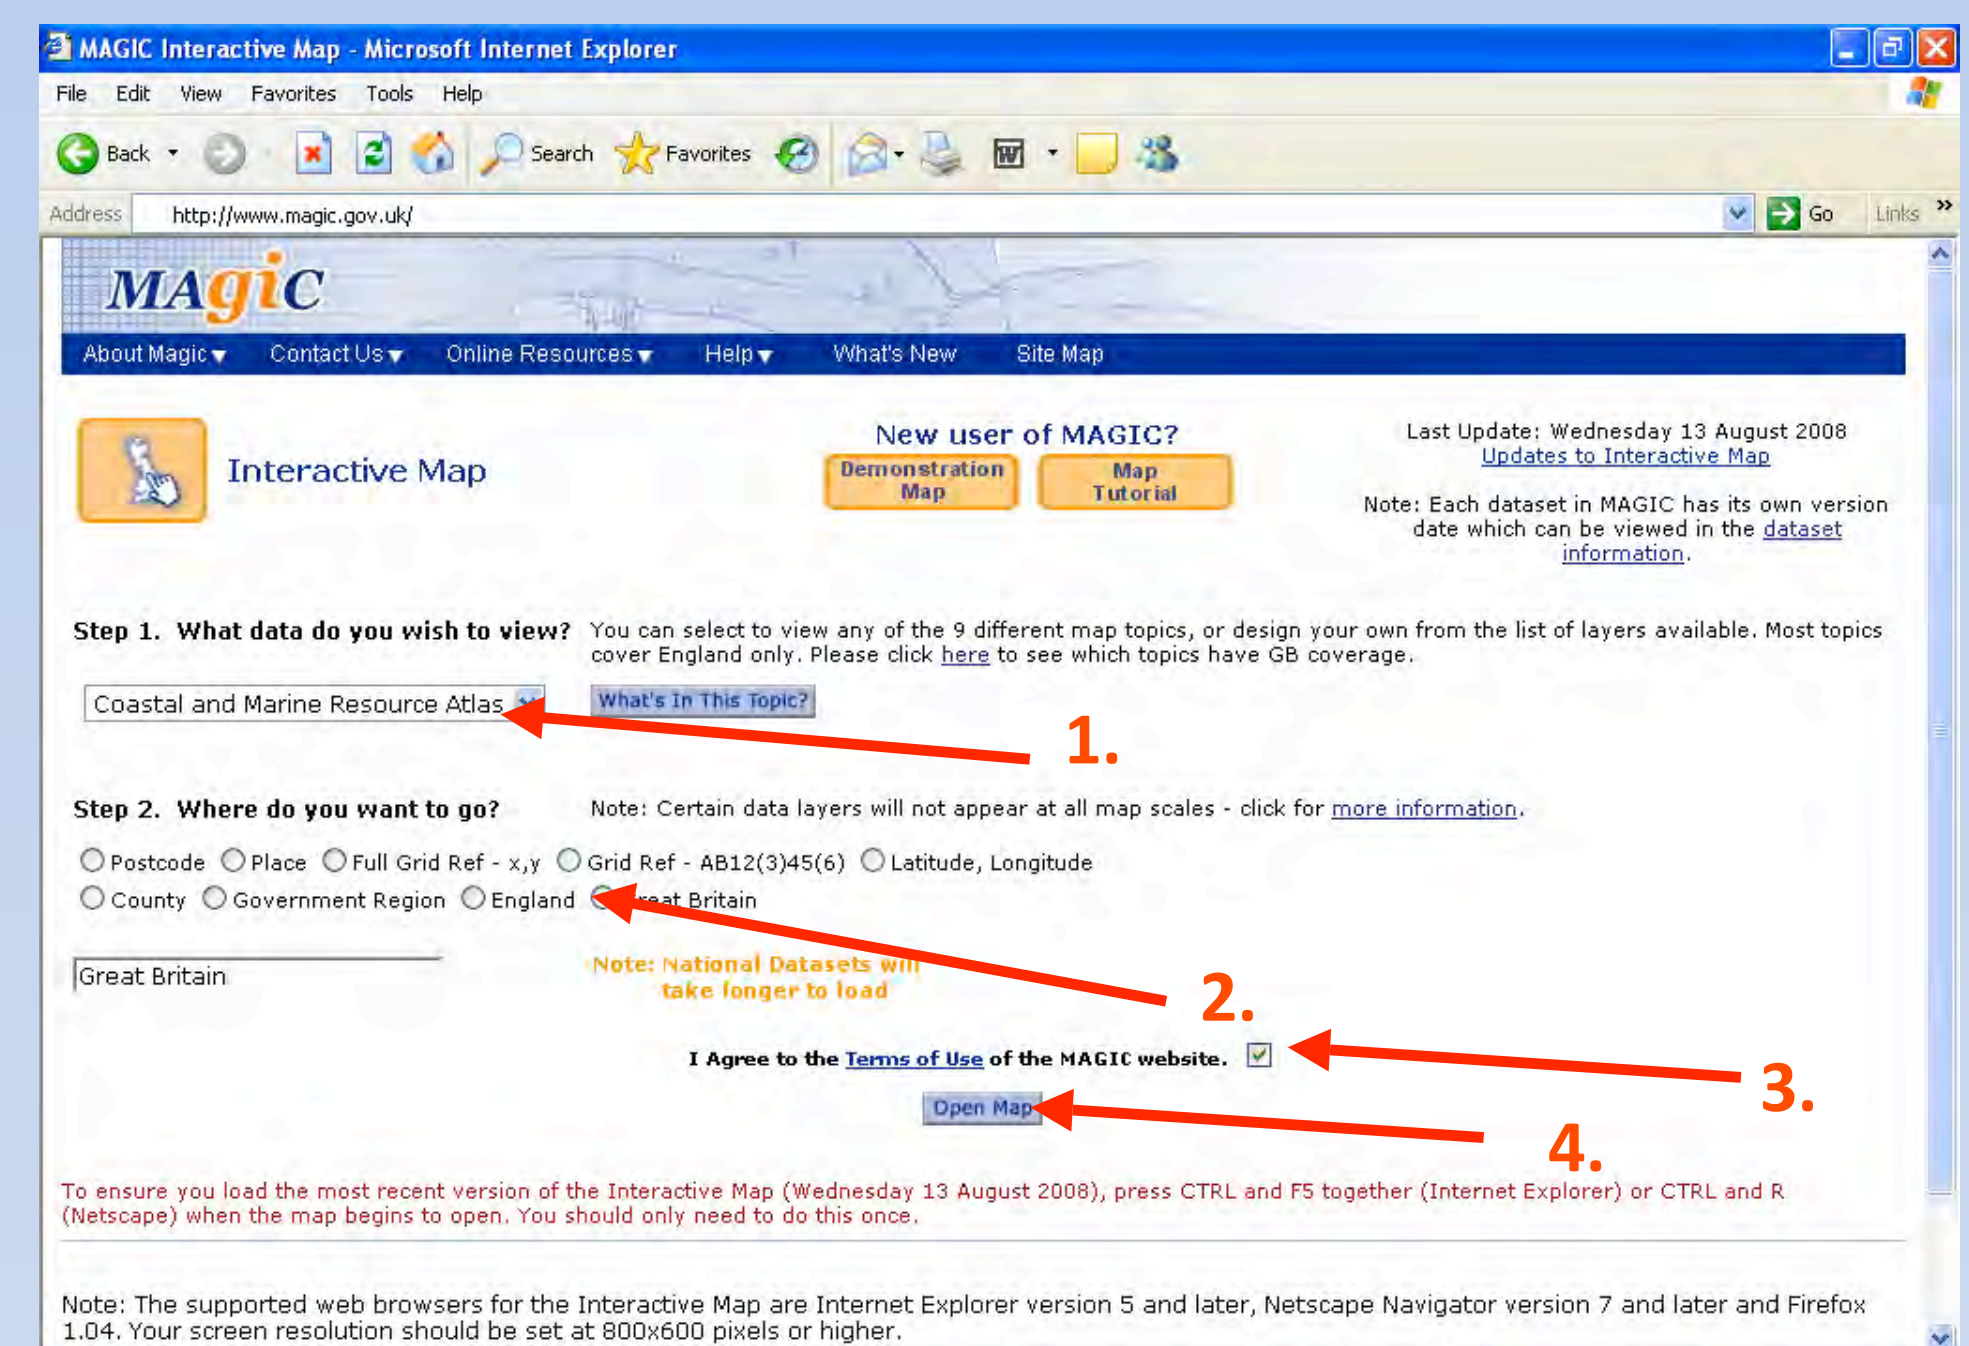 MAGIC Interactive Map - Microsoft Internet Explorer
File Edit View Favorites Tools Help
Back Search Favorites
Address http://www.magic.gov.uk/ Go Links »
MAgic
About Magic Contact Us Online Resources Help What's New Site Map
Interactive Map
New user of MAGIC?
Demonstration Map
Map Tutorial
Last Update: Wednesday 13 August 2008
Updates to Interactive Map
Note: Each dataset in MAGIC has its own version
date which can be viewed in the dataset
information.
Step 1. What data do you wish to view?
You can select to view any of the 9 different map topics, or design your own from the list of layers available. Most topics
cover England only. Please click here to see which topics have GB coverage.
Coastal and Marine Resource Atlas
What's In This Topic?
1.
Step 2. Where do you want to go?
Note: Certain data layers will not appear at all map scales - click for more information.
Postcode Place Full Grid Ref - x,y Grid Ref - AB12(3)45(6) Latitude, Longitude
County Government Region England Great Britain
Great Britain
Note: National Datasets will
take longer to load
2.
I Agree to the Terms of Use of the MAGIC website.
3.
Open Map
4.
To ensure you load the most recent version of the Interactive Map (Wednesday 13 August 2008), press CTRL and F5 together (Internet Explorer) or CTRL and R
(Netscape) when the map begins to open. You should only need to do this once.
Note: The supported web browsers for the Interactive Map are Internet Explorer version 5 and later, Netscape Navigator version 7 and later and Firefox
1.04. Your screen resolution should be set at 800x600 pixels or higher.